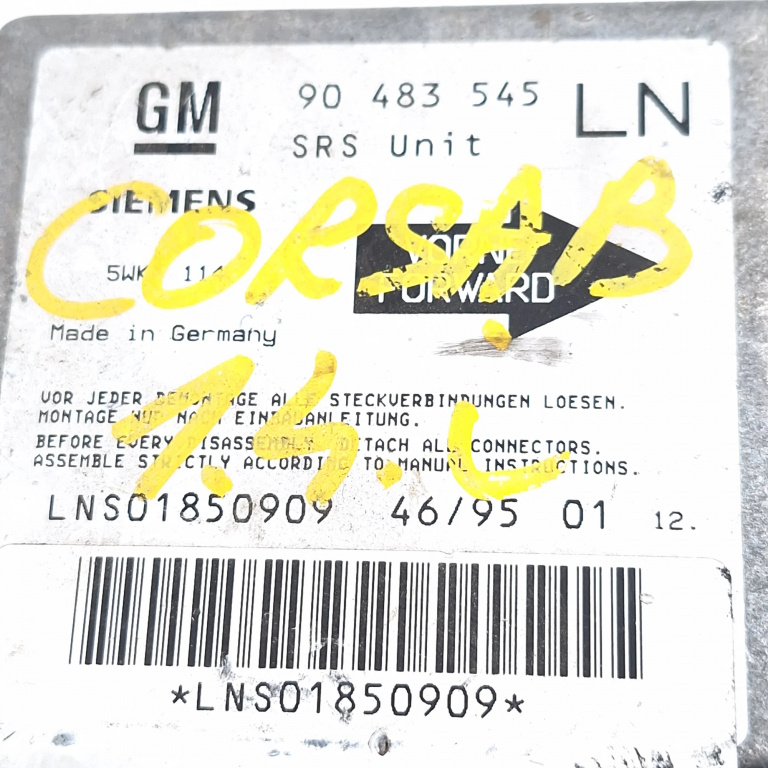 GM 90 483 545 LN
SRS Unit
SIEMENS
CORSA B
VORNE
FORWARD
Made in Germany
1.4.
VOR JEDER DEMONTAGE ALLE STECKVERBINDUNGEN LOESEN.
MONTAGE NUR NACH EINBAUANLEITUNG.
BEFORE EVERY DISASSEMBLY DETACH ALL CONNECTORS.
ASSEMBLE STRICTLY ACCORDING TO MANUAL INSTRUCTIONS.
LNS01850909 46/95 01 12.
*LNS01850909*